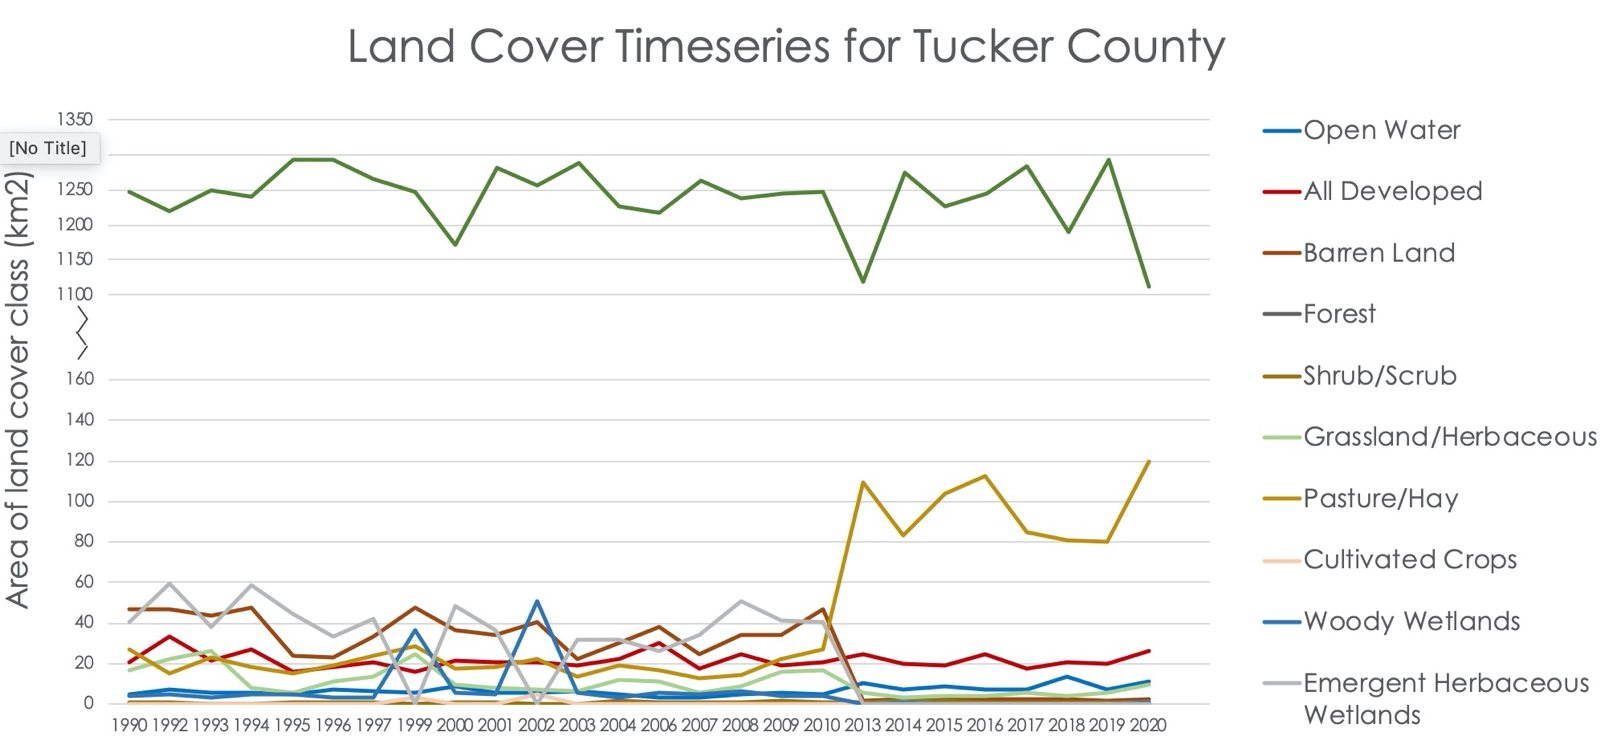 Land Cover Timeseries for Tucker County
Area of land cover class (km2)
[No Title]
1350
1250
1200
1150
1100
160
140
120
100
80
60
40
20
0
1990 1992 1993 1994 1995 1996 1997 1999 2000 2001 2002 2003 2004 2006 2007 2008 2009 2010 2013 2014 2015 2016 2017 2018 2019 2020
Open Water
All Developed
Barren Land
Forest
Shrub/Scrub
Grassland/Herbaceous
Pasture/Hay
Cultivated Crops
Woody Wetlands
Emergent Herbaceous
Wetlands